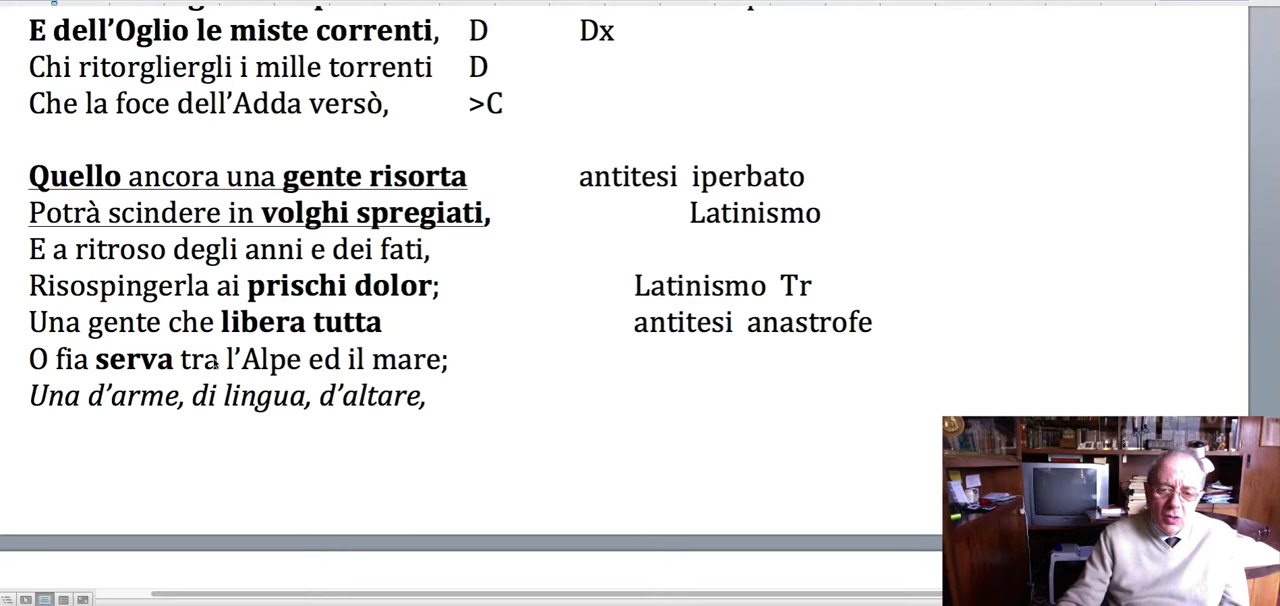 E dell’Oglio le miste correnti, D Dx
Chi ritorgliergli i mille torrenti D
Che la foce dell’Adda versò, >C
Quello ancora una gente risorta antitesi iperbato
Potrà scindere in volghi spregiati, Latinismo
E a ritroso degli anni e dei fati,
Risospingerla ai prischi dolor; Latinismo Tr
Una gente che libera tutta antitesi anastrofe
O fia serva tra l’Alpe ed il mare;
Una d’arme, di lingua, d’altare,